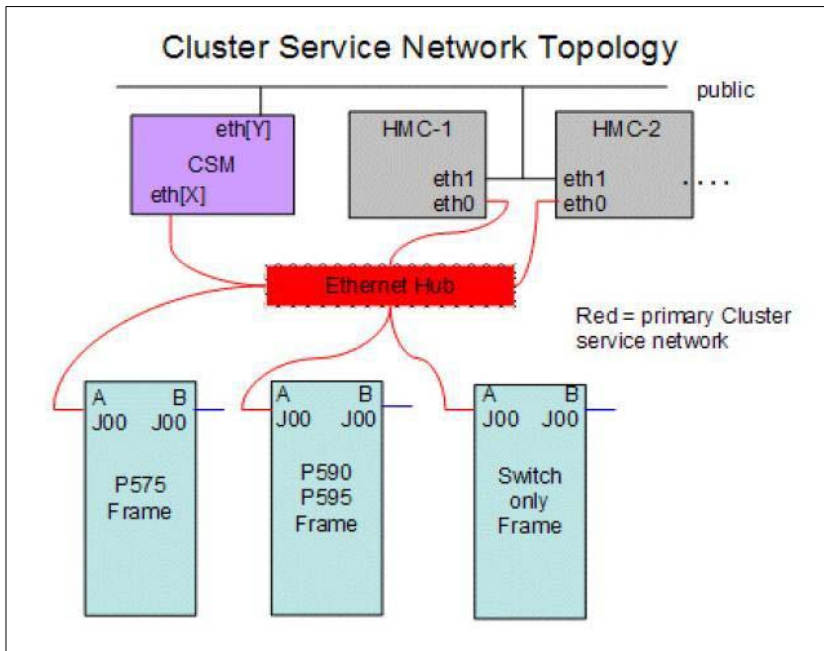 Cluster Service Network Topology
public
eth[Y]
CSM
eth[X]
HMC-1
eth1
eth0
HMC-2
eth1
eth0
. . . .
Ethernet Hub
Red = primary Cluster
service network
A B
J00 J00
P575
Frame
A B
J00 J00
P590
P595
Frame
A B
J00 J00
Switch
only
Frame